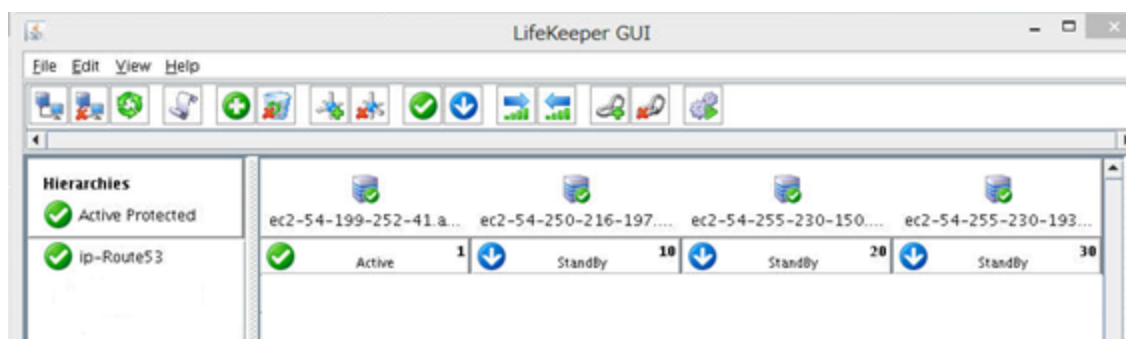 LifeKeeper GUI
File Edit View Help
Hierarchies
Active Protected
ec2-54-199-252-41.a... ec2-54-250-216-197.... ec2-54-255-230-150.... ec2-54-255-230-193...
ip-Route53 Active 1 StandBy 10 StandBy 20 StandBy 30